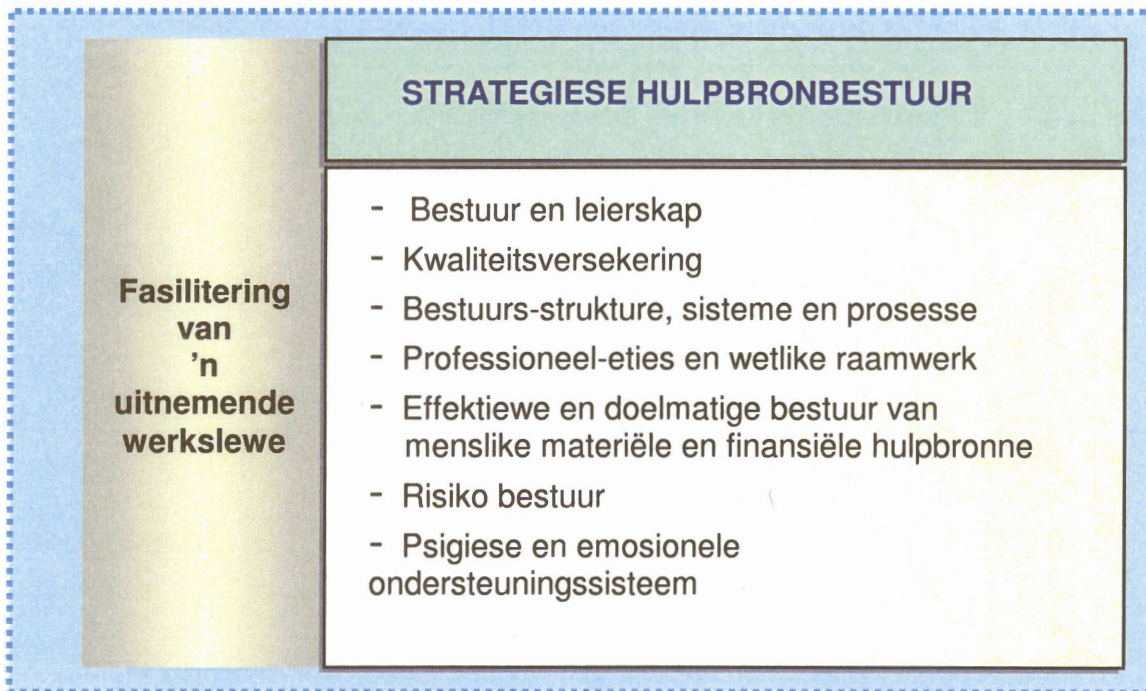 STRATEGIESE HULPBRONBESTUUR
Fasilitering
van
'n
uitnemende
werkslewe
- Bestuur en leierskap
- Kwaliteitsversekering
- Bestuurs-strukture, sisteme en prosesse
- Professioneel-eties en wetlike raamwerk
- Effektiewe en doelmatige bestuur van
menslike materiële en finansiële hulpbronne
- Risiko bestuur
- Psigiese en emosionele
ondersteuningssisteem